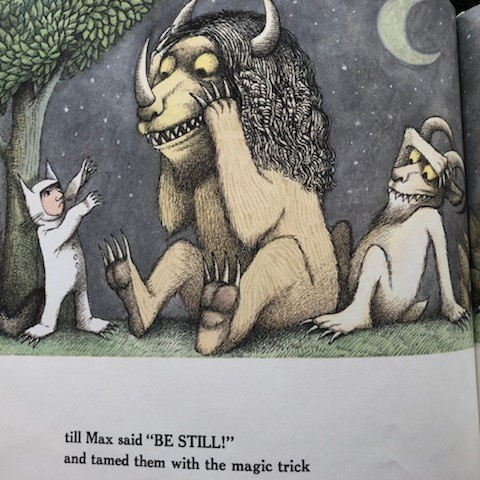 till Max said “BE STILL!”
and tamed them with the magic trick